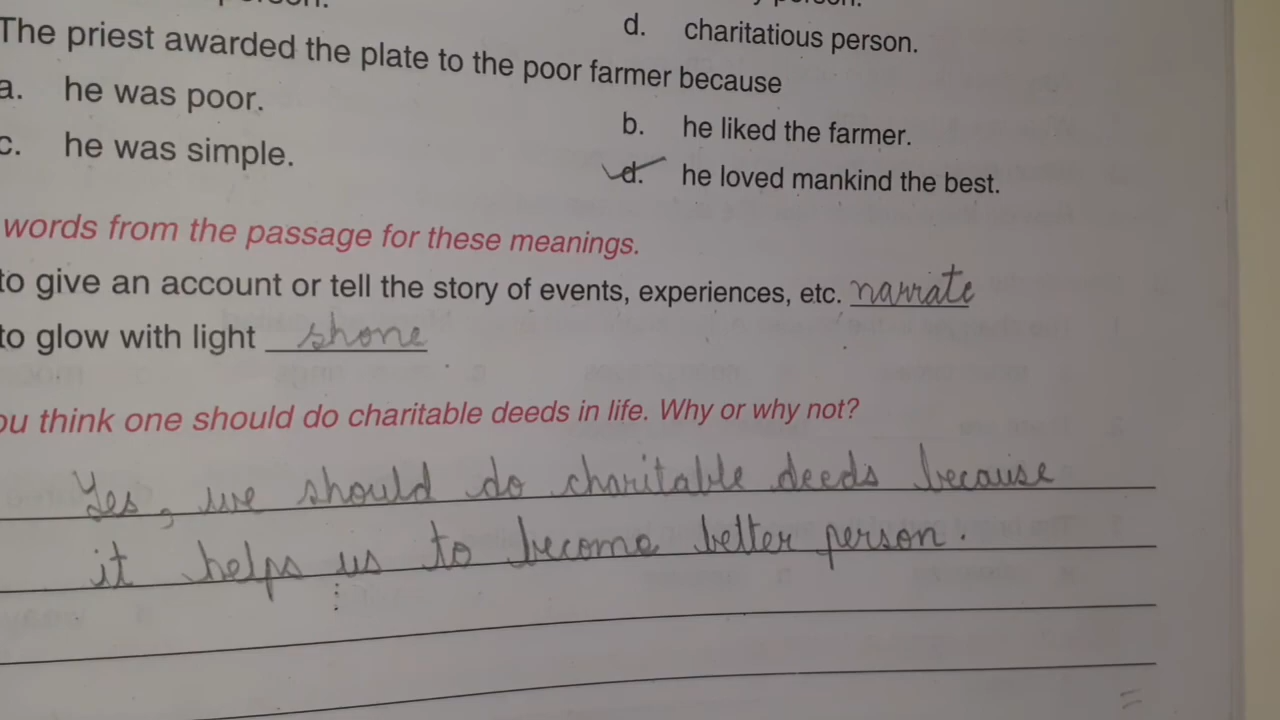 d. charitatious person.
The priest awarded the plate to the poor farmer because
a. he was poor.
b. he liked the farmer.
c. he was simple.
d. he loved mankind the best.
words from the passage for these meanings.
to give an account or tell the story of events, experiences, etc. narrate
to glow with light shone
ou think one should do charitable deeds in life. Why or why not?
Yes, we should do charitable deeds because
it helps us to become better person.